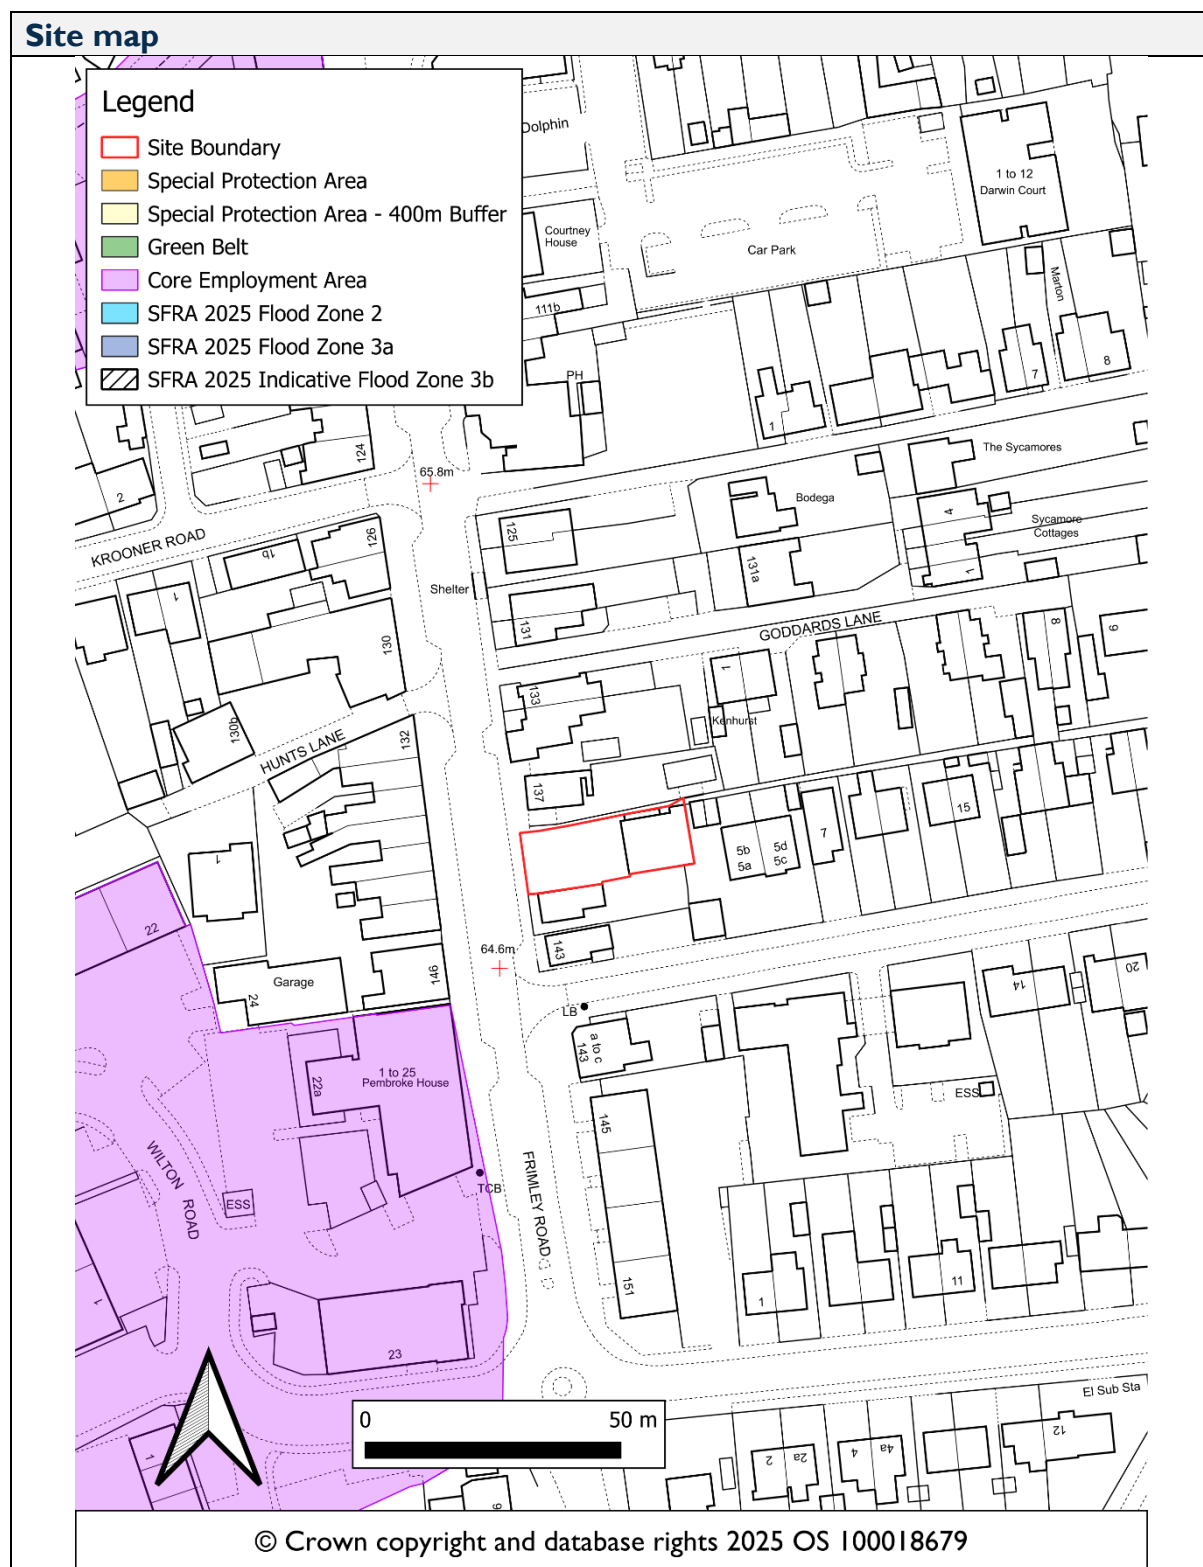 Site map
Legend
Site Boundary
Special Protection Area
Special Protection Area - 400m Buffer
Green Belt
Core Employment Area
SFRA 2025 Flood Zone 2
SFRA 2025 Flood Zone 3a
SFRA 2025 Indicative Flood Zone 3b
1
Dolphin
1 to 12
Darwin Court
Courtney
House
Car Park
Marton
111b
PH
1
7
8
124
65.8m
2
The Sycamores
Bodega
4
Sycamore
Cottages
1
KROONER ROAD
1b
126
125
1
Shelter
131a
131
GODDARDS LANE
130
1
8
9
133
Kenhurst
130b
HUNTS LANE
132
137
15
7
5b
5d
5a
5c
1
22
143
64.6m
146
Garage
24
14
20
LB
a to c
143
1 to 25
Pembroke House
22a
ESS
145
WILTON ROAD
FRIMLEY ROAD
TCB
ESS
151
1
11
1
23
El Sub Sta
0
50 m
12
2
2a
4
4a
1
9
© Crown copyright and database rights 2025 OS 100018679